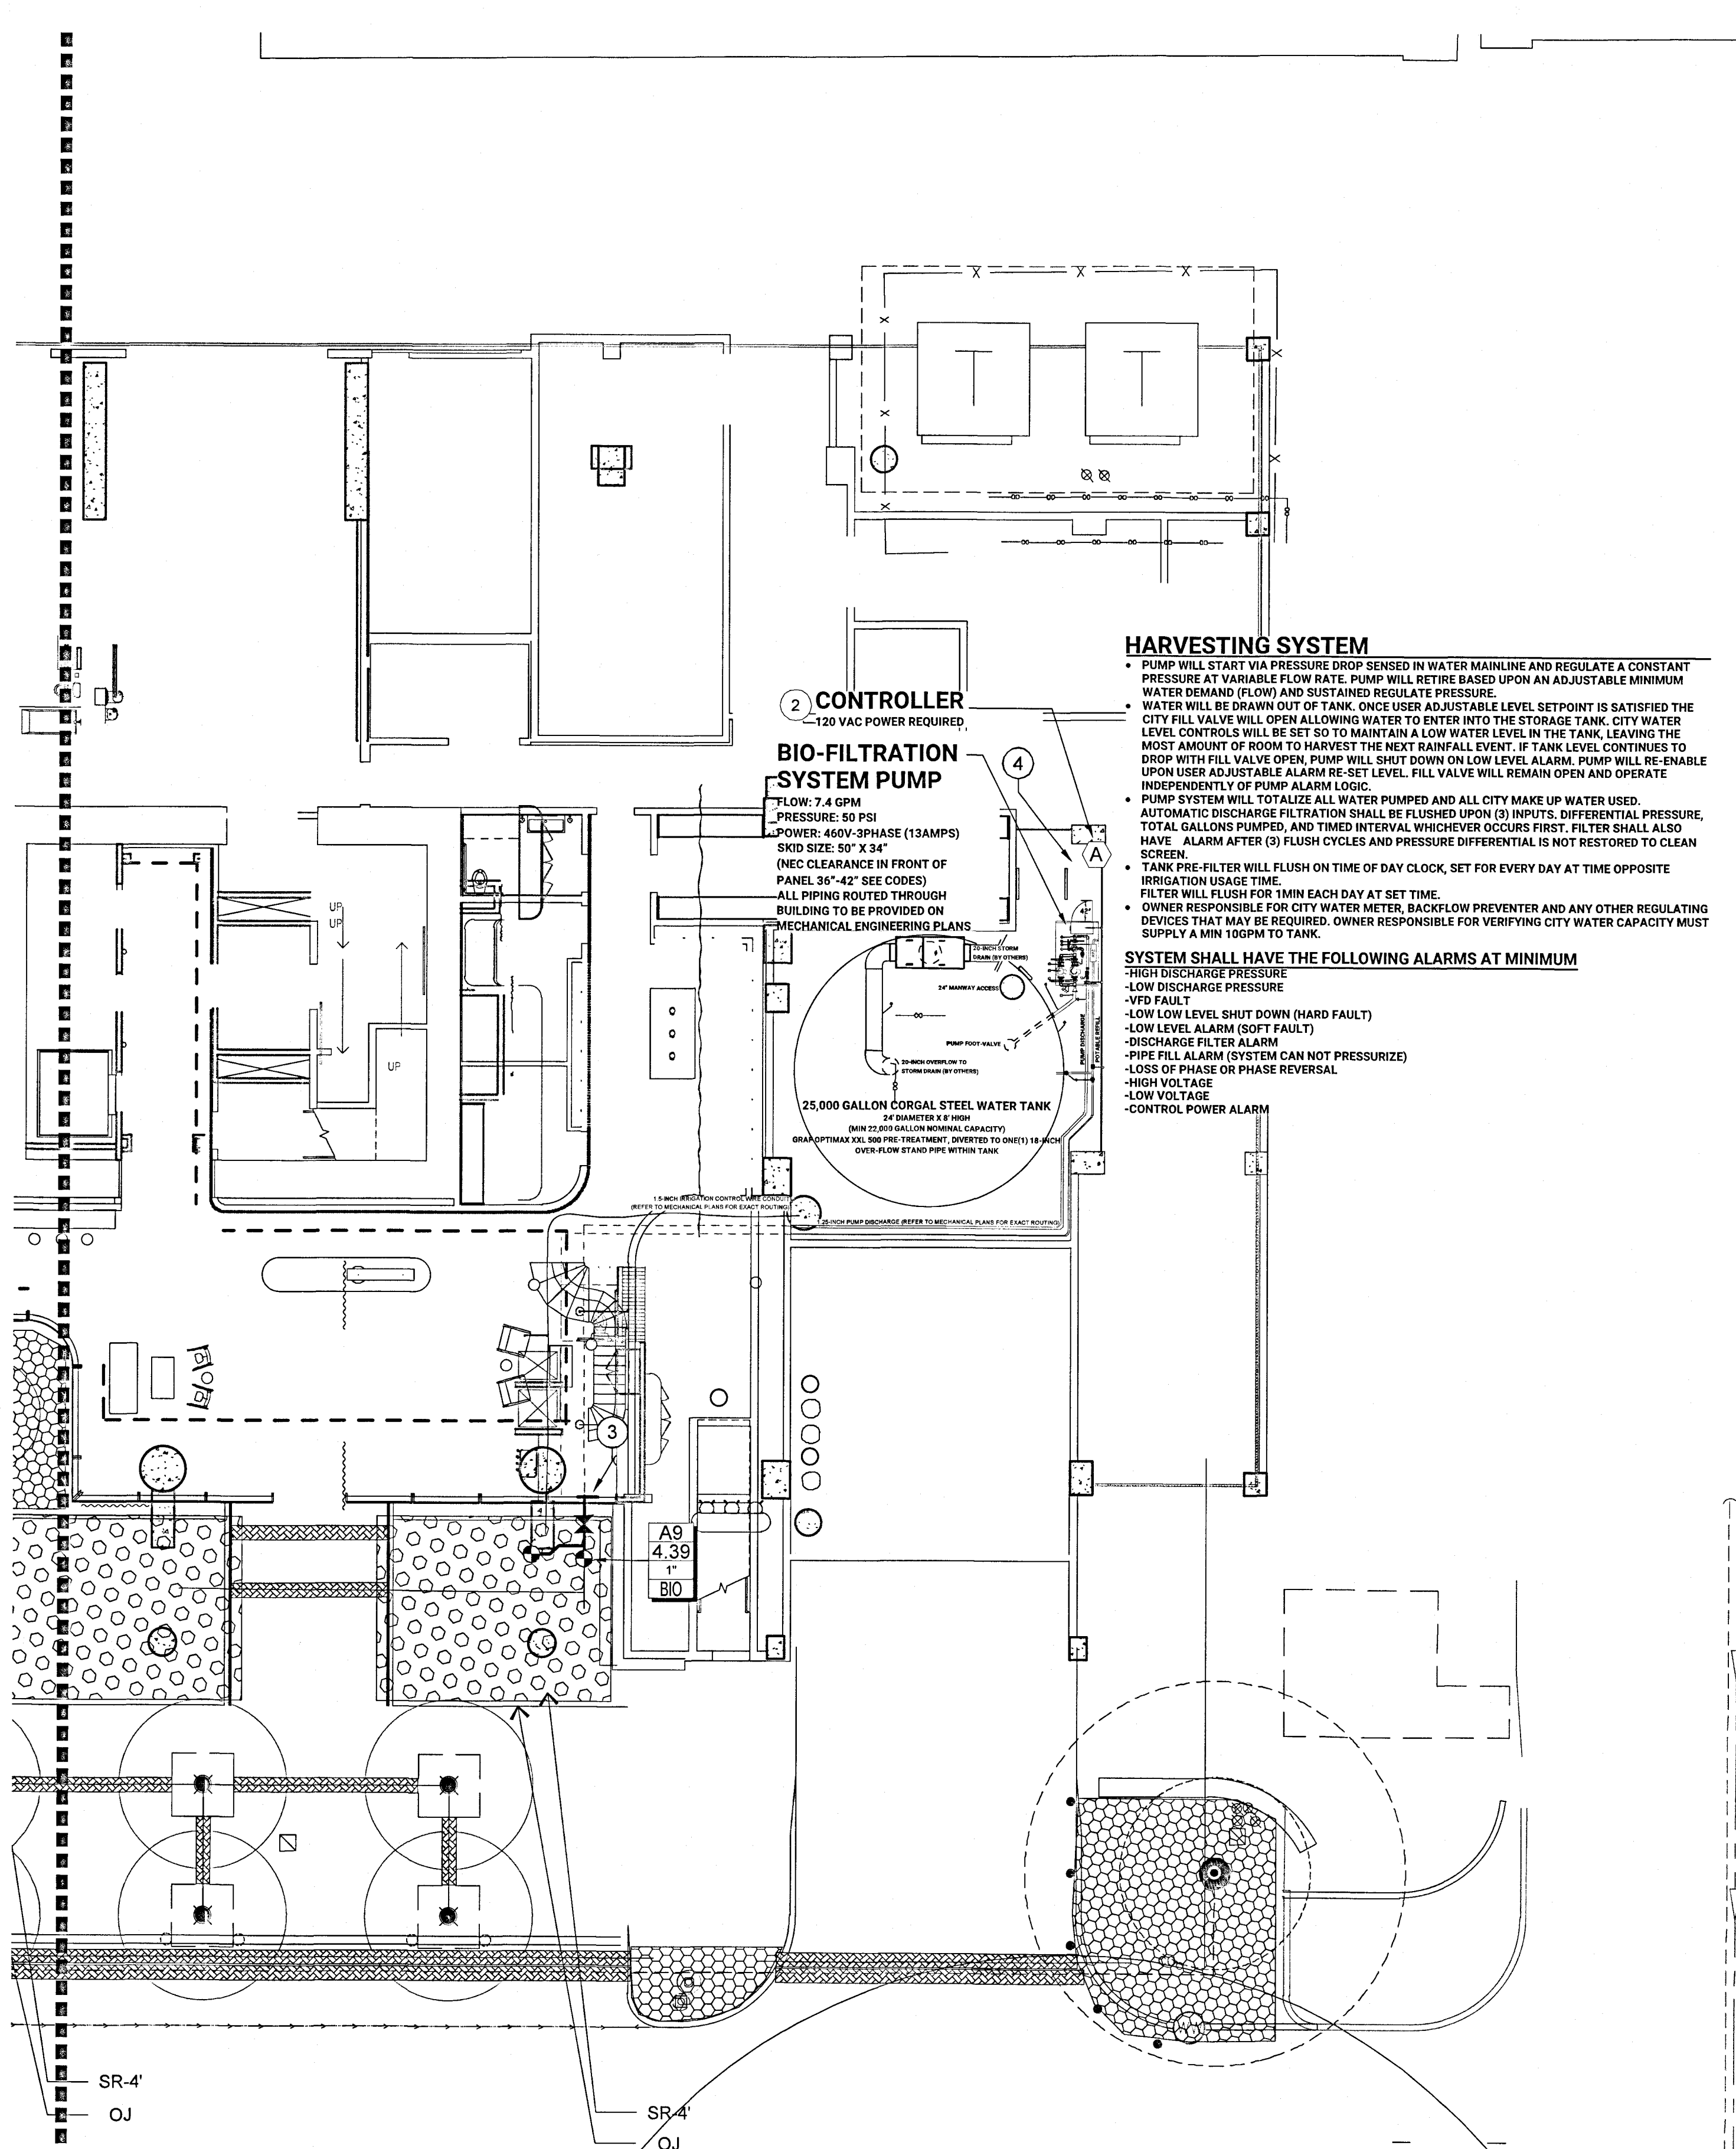 HARVESTING SYSTEM
• PUMP WILL START VIA PRESSURE DROP SENSED IN WATER MAINLINE AND REGULATE A CONSTANT
PRESSURE AT VARIABLE FLOW RATE. PUMP WILL RETIRE BASED UPON AN ADJUSTABLE MINIMUM
WATER DEMAND (FLOW) AND SUSTAINED REGULATE PRESSURE.
• WATER WILL BE DRAWN OUT OF TANK. ONCE USER ADJUSTABLE LEVEL SETPOINT IS SATISFIED THE
CITY FILL VALVE WILL OPEN ALLOWING WATER TO ENTER INTO THE STORAGE TANK. CITY WATER
LEVEL CONTROLS WILL BE SET SO TO MAINTAIN A LOW WATER LEVEL IN THE TANK, LEAVING THE
MOST AMOUNT OF ROOM TO HARVEST THE NEXT RAINFALL EVENT. IF TANK LEVEL CONTINUES TO
DROP WITH FILL VALVE OPEN, PUMP WILL SHUT DOWN ON LOW LEVEL ALARM. PUMP WILL RE-ENABLE
UPON USER ADJUSTABLE ALARM RE-SET LEVEL. FILL VALVE WILL REMAIN OPEN AND OPERATE
INDEPENDENTLY OF PUMP ALARM LOGIC.
• PUMP SYSTEM WILL TOTALIZE ALL WATER PUMPED AND ALL CITY MAKE UP WATER USED.
AUTOMATIC DISCHARGE FILTRATION SHALL BE FLUSHED UPON (3) INPUTS. DIFFERENTIAL PRESSURE,
TOTAL GALLONS PUMPED, AND TIMED INTERVAL WHICHEVER OCCURS FIRST. FILTER SHALL ALSO
HAVE ALARM AFTER (3) FLUSH CYCLES AND PRESSURE DIFFERENTIAL IS NOT RESTORED TO CLEAN
SCREEN.
• TANK PRE-FILTER WILL FLUSH ON TIME OF DAY CLOCK, SET FOR EVERY DAY AT TIME OPPOSITE
IRRIGATION USAGE TIME.
FILTER WILL FLUSH FOR 1MIN EACH DAY AT SET TIME.
• OWNER RESPONSIBLE FOR CITY WATER METER, BACKFLOW PREVENTER AND ANY OTHER REGULATING
DEVICES THAT MAY BE REQUIRED. OWNER RESPONSIBLE FOR VERIFYING CITY WATER CAPACITY MUST
SUPPLY A MIN 10GPM TO TANK.
SYSTEM SHALL HAVE THE FOLLOWING ALARMS AT MINIMUM
-HIGH DISCHARGE PRESSURE
-LOW DISCHARGE PRESSURE
-VFD FAULT
-LOW LOW LEVEL SHUT DOWN (HARD FAULT)
-LOW LEVEL ALARM (SOFT FAULT)
-DISCHARGE FILTER ALARM
-PIPE FILL ALARM (SYSTEM CAN NOT PRESSURIZE)
-LOSS OF PHASE OR PHASE REVERSAL
-HIGH VOLTAGE
-LOW VOLTAGE
-CONTROL POWER ALARM
2 CONTROLLER
120 VAC POWER REQUIRED
BIO-FILTRATION
SYSTEM PUMP
FLOW: 7.4 GPM
PRESSURE: 50 PSI
POWER: 460V-3PHASE (13AMPS)
SKID SIZE: 50" X 34"
(NEC CLEARANCE IN FRONT OF
PANEL 36"-42" SEE CODES)
ALL PIPING ROUTED THROUGH
BUILDING TO BE PROVIDED ON
MECHANICAL ENGINEERING PLANS
4
A
42"
20-INCH STORM
DRAIN (BY OTHERS)
24" MANWAY ACCESS
PUMP FOOT-VALVE
PUMP DISCHARGE
POTABLE REFILL
20-INCH OVERFLOW TO
STORM DRAIN (BY OTHERS)
25,000 GALLON CORGAL STEEL WATER TANK
24' DIAMETER X 8' HIGH
(MIN 22,000 GALLON NOMINAL CAPACITY)
GRAF OPTIMAX XXL 500 PRE-TREATMENT, DIVERTED TO ONE(1) 18-INCH
OVER-FLOW STAND PIPE WITHIN TANK
UP
UP
UP
1.5-INCH IRRIGATION CONTROL WIRE CONDUIT
(REFER TO MECHANICAL PLANS FOR EXACT ROUTING)
1.25-INCH PUMP DISCHARGE (REFER TO MECHANICAL PLANS FOR EXACT ROUTING)
3
A9
4.39
1"
BIO
SR-4'
OJ
SR-4'
OJ